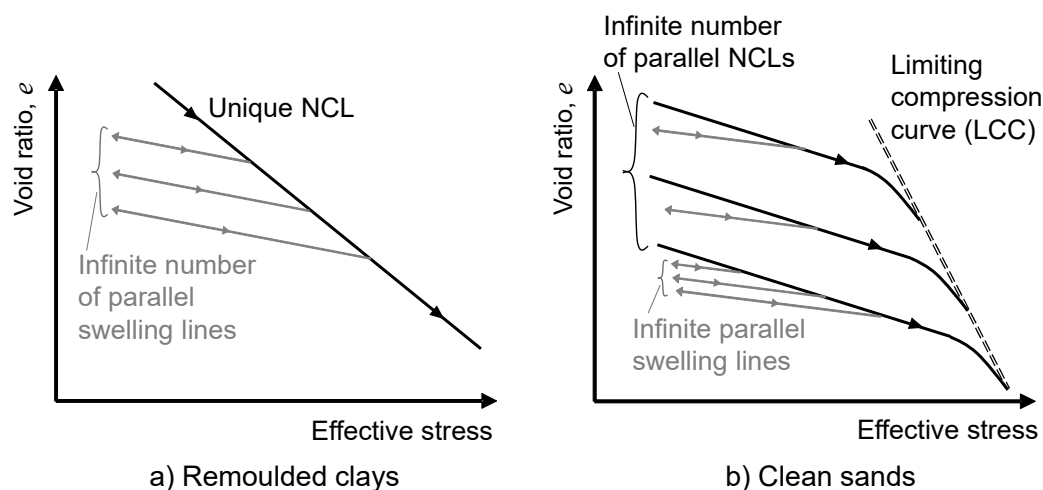 Void ratio, e
Unique NCL
Infinite number
of parallel
swelling lines
Effective stress
a) Remoulded clays
Infinite number
of parallel NCLs
Limiting
compression
curve (LCC)
Void ratio, e
Infinite parallel
swelling lines
Effective stress
b) Clean sands